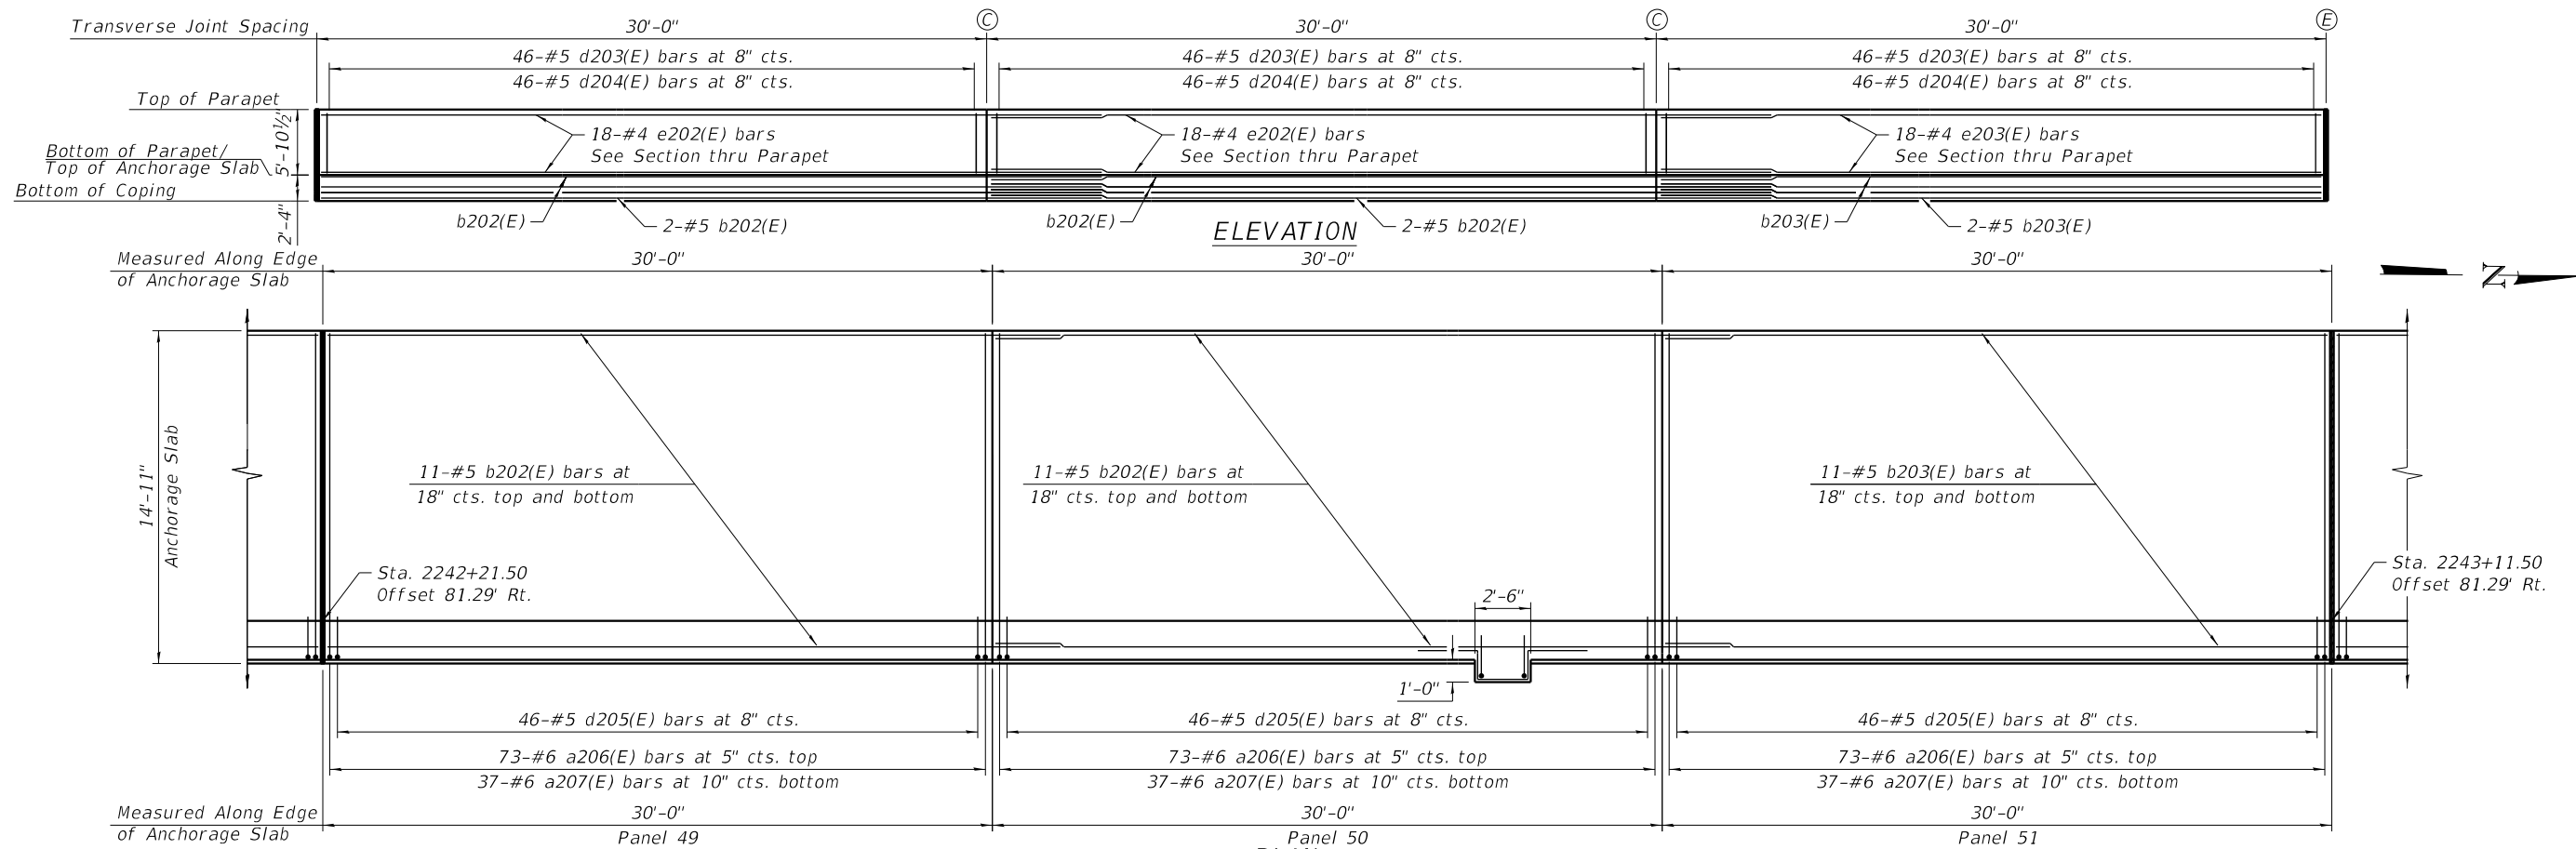 Transverse Joint Spacing
30'-0"
C
30'-0"
C
30'-0"
E
46-#5 d203(E) bars at 8" cts.
46-#5 d204(E) bars at 8" cts.
46-#5 d203(E) bars at 8" cts.
46-#5 d204(E) bars at 8" cts.
46-#5 d203(E) bars at 8" cts.
46-#5 d204(E) bars at 8" cts.
Top of Parapet
5'-10½"
Bottom of Parapet/
Top of Anchorage Slab
Bottom of Coping
2'-4"
18-#4 e202(E) bars
See Section thru Parapet
18-#4 e202(E) bars
See Section thru Parapet
18-#4 e203(E) bars
See Section thru Parapet
b202(E)
2-#5 b202(E)
b202(E)
2-#5 b202(E)
b203(E)
2-#5 b203(E)
ELEVATION
Measured Along Edge
of Anchorage Slab
30'-0"
30'-0"
30'-0"
N
14'-11"
Anchorage Slab
11-#5 b202(E) bars at
18" cts. top and bottom
11-#5 b202(E) bars at
18" cts. top and bottom
11-#5 b203(E) bars at
18" cts. top and bottom
Sta. 2242+21.50
Offset 81.29' Rt.
Sta. 2243+11.50
Offset 81.29' Rt.
2'-6"
1'-0"
46-#5 d205(E) bars at 8" cts.
46-#5 d205(E) bars at 8" cts.
46-#5 d205(E) bars at 8" cts.
73-#6 a206(E) bars at 5" cts. top
37-#6 a207(E) bars at 10" cts. bottom
73-#6 a206(E) bars at 5" cts. top
37-#6 a207(E) bars at 10" cts. bottom
73-#6 a206(E) bars at 5" cts. top
37-#6 a207(E) bars at 10" cts. bottom
Measured Along Edge
of Anchorage Slab
30'-0"
Panel 49
30'-0"
Panel 50
30'-0"
Panel 51